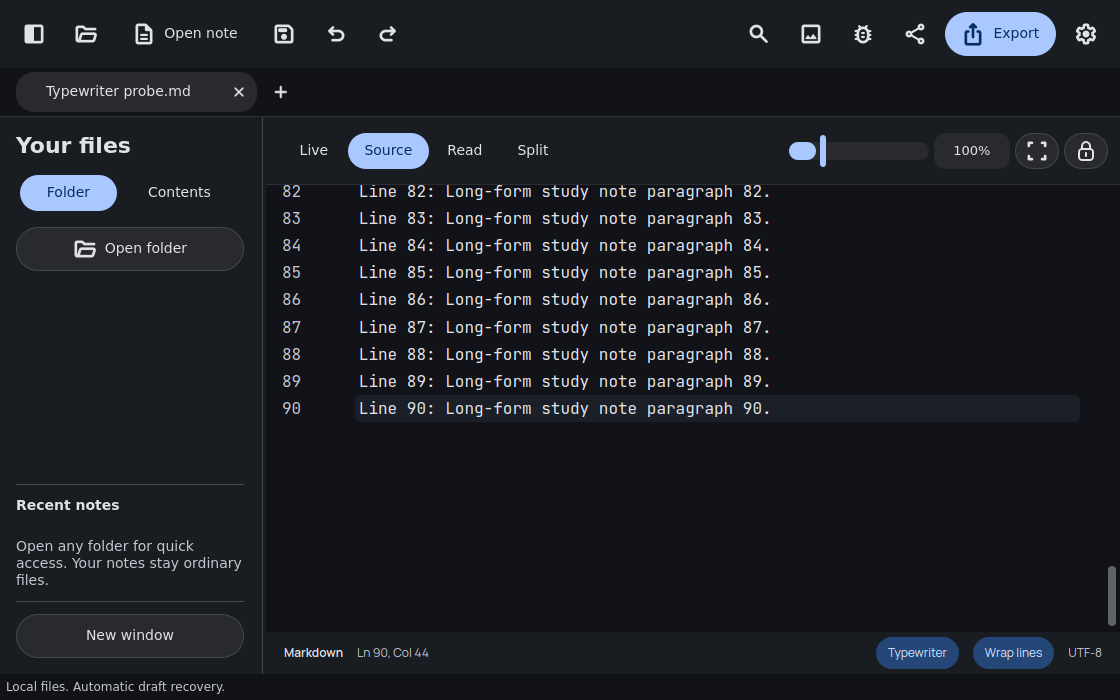 Open note
Export
Typewriter probe.md
Your files
Folder
Contents
Open folder
Recent notes
Open any folder for quick
access. Your notes stay ordinary
files.
New window
Live
Source
Read
Split
100%
82 Line 82: Long-form study note paragraph 82.
83 Line 83: Long-form study note paragraph 83.
84 Line 84: Long-form study note paragraph 84.
85 Line 85: Long-form study note paragraph 85.
86 Line 86: Long-form study note paragraph 86.
87 Line 87: Long-form study note paragraph 87.
88 Line 88: Long-form study note paragraph 88.
89 Line 89: Long-form study note paragraph 89.
90 Line 90: Long-form study note paragraph 90.
Markdown
Ln 90, Col 44
Typewriter
Wrap lines
UTF-8
Local files. Automatic draft recovery.